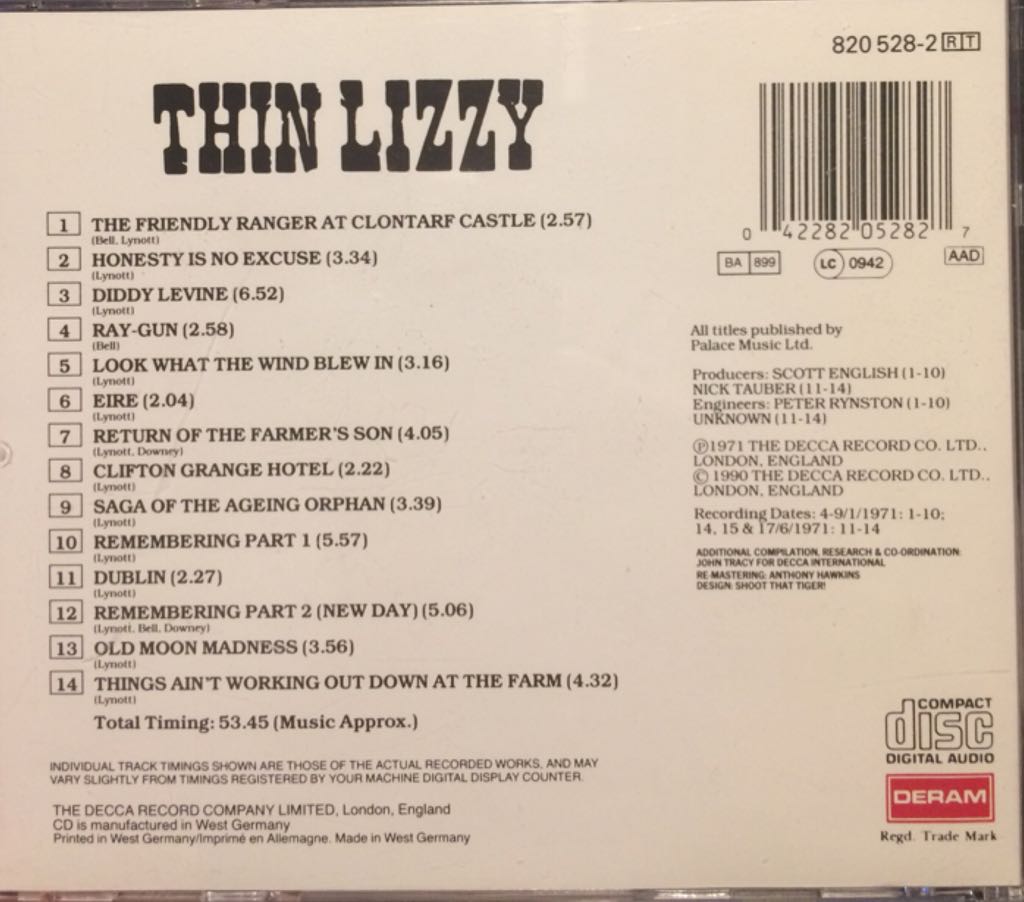 820 528-2 RT
THIN LIZZY
1 THE FRIENDLY RANGER AT CLONTARF CASTLE (2.57)
(Bell, Lynott)
2 HONESTY IS NO EXCUSE (3.34)
(Lynott)
3 DIDDY LEVINE (6.52)
(Lynott)
4 RAY-GUN (2.58)
(Bell)
5 LOOK WHAT THE WIND BLEW IN (3.16)
(Lynott)
6 EIRE (2.04)
(Lynott)
7 RETURN OF THE FARMER'S SON (4.05)
(Lynott, Downey)
8 CLIFTON GRANGE HOTEL (2.22)
(Lynott)
9 SAGA OF THE AGEING ORPHAN (3.39)
(Lynott)
10 REMEMBERING PART 1 (5.57)
(Lynott)
11 DUBLIN (2.27)
(Lynott)
12 REMEMBERING PART 2 (NEW DAY) (5.06)
(Lynott, Bell, Downey)
13 OLD MOON MADNESS (3.56)
(Lynott)
14 THINGS AIN'T WORKING OUT DOWN AT THE FARM (4.32)
(Lynott)
Total Timing: 53.45 (Music Approx.)
INDIVIDUAL TRACK TIMINGS SHOWN ARE THOSE OF THE ACTUAL RECORDED WORKS, AND MAY
VARY SLIGHTLY FROM TIMINGS REGISTERED BY YOUR MACHINE DIGITAL DISPLAY COUNTER.
THE DECCA RECORD COMPANY LIMITED, London, England
CD is manufactured in West Germany
Printed in West Germany/Imprimé en Allemagne. Made in West Germany
0 42282 05282 7
BA 899 LC 0942 AAD
All titles published by
Palace Music Ltd.
Producers: SCOTT ENGLISH (1-10)
NICK TAUBER (11-14)
Engineers: PETER RYNSTON (1-10)
UNKNOWN (11-14)
℗ 1971 THE DECCA RECORD CO. LTD.,
LONDON, ENGLAND
© 1990 THE DECCA RECORD CO. LTD.,
LONDON, ENGLAND
Recording Dates: 4-9/1/1971: 1-10;
14, 15 & 17/6/1971: 11-14
ADDITIONAL COMPILATION, RESEARCH & CO-ORDINATION:
JOHN TRACY FOR DECCA INTERNATIONAL
RE-MASTERING: ANTHONY HAWKINS
DESIGN: SHOOT THAT TIGER!
COMPACT
disc
DIGITAL AUDIO
DERAM
Regd. Trade Mark